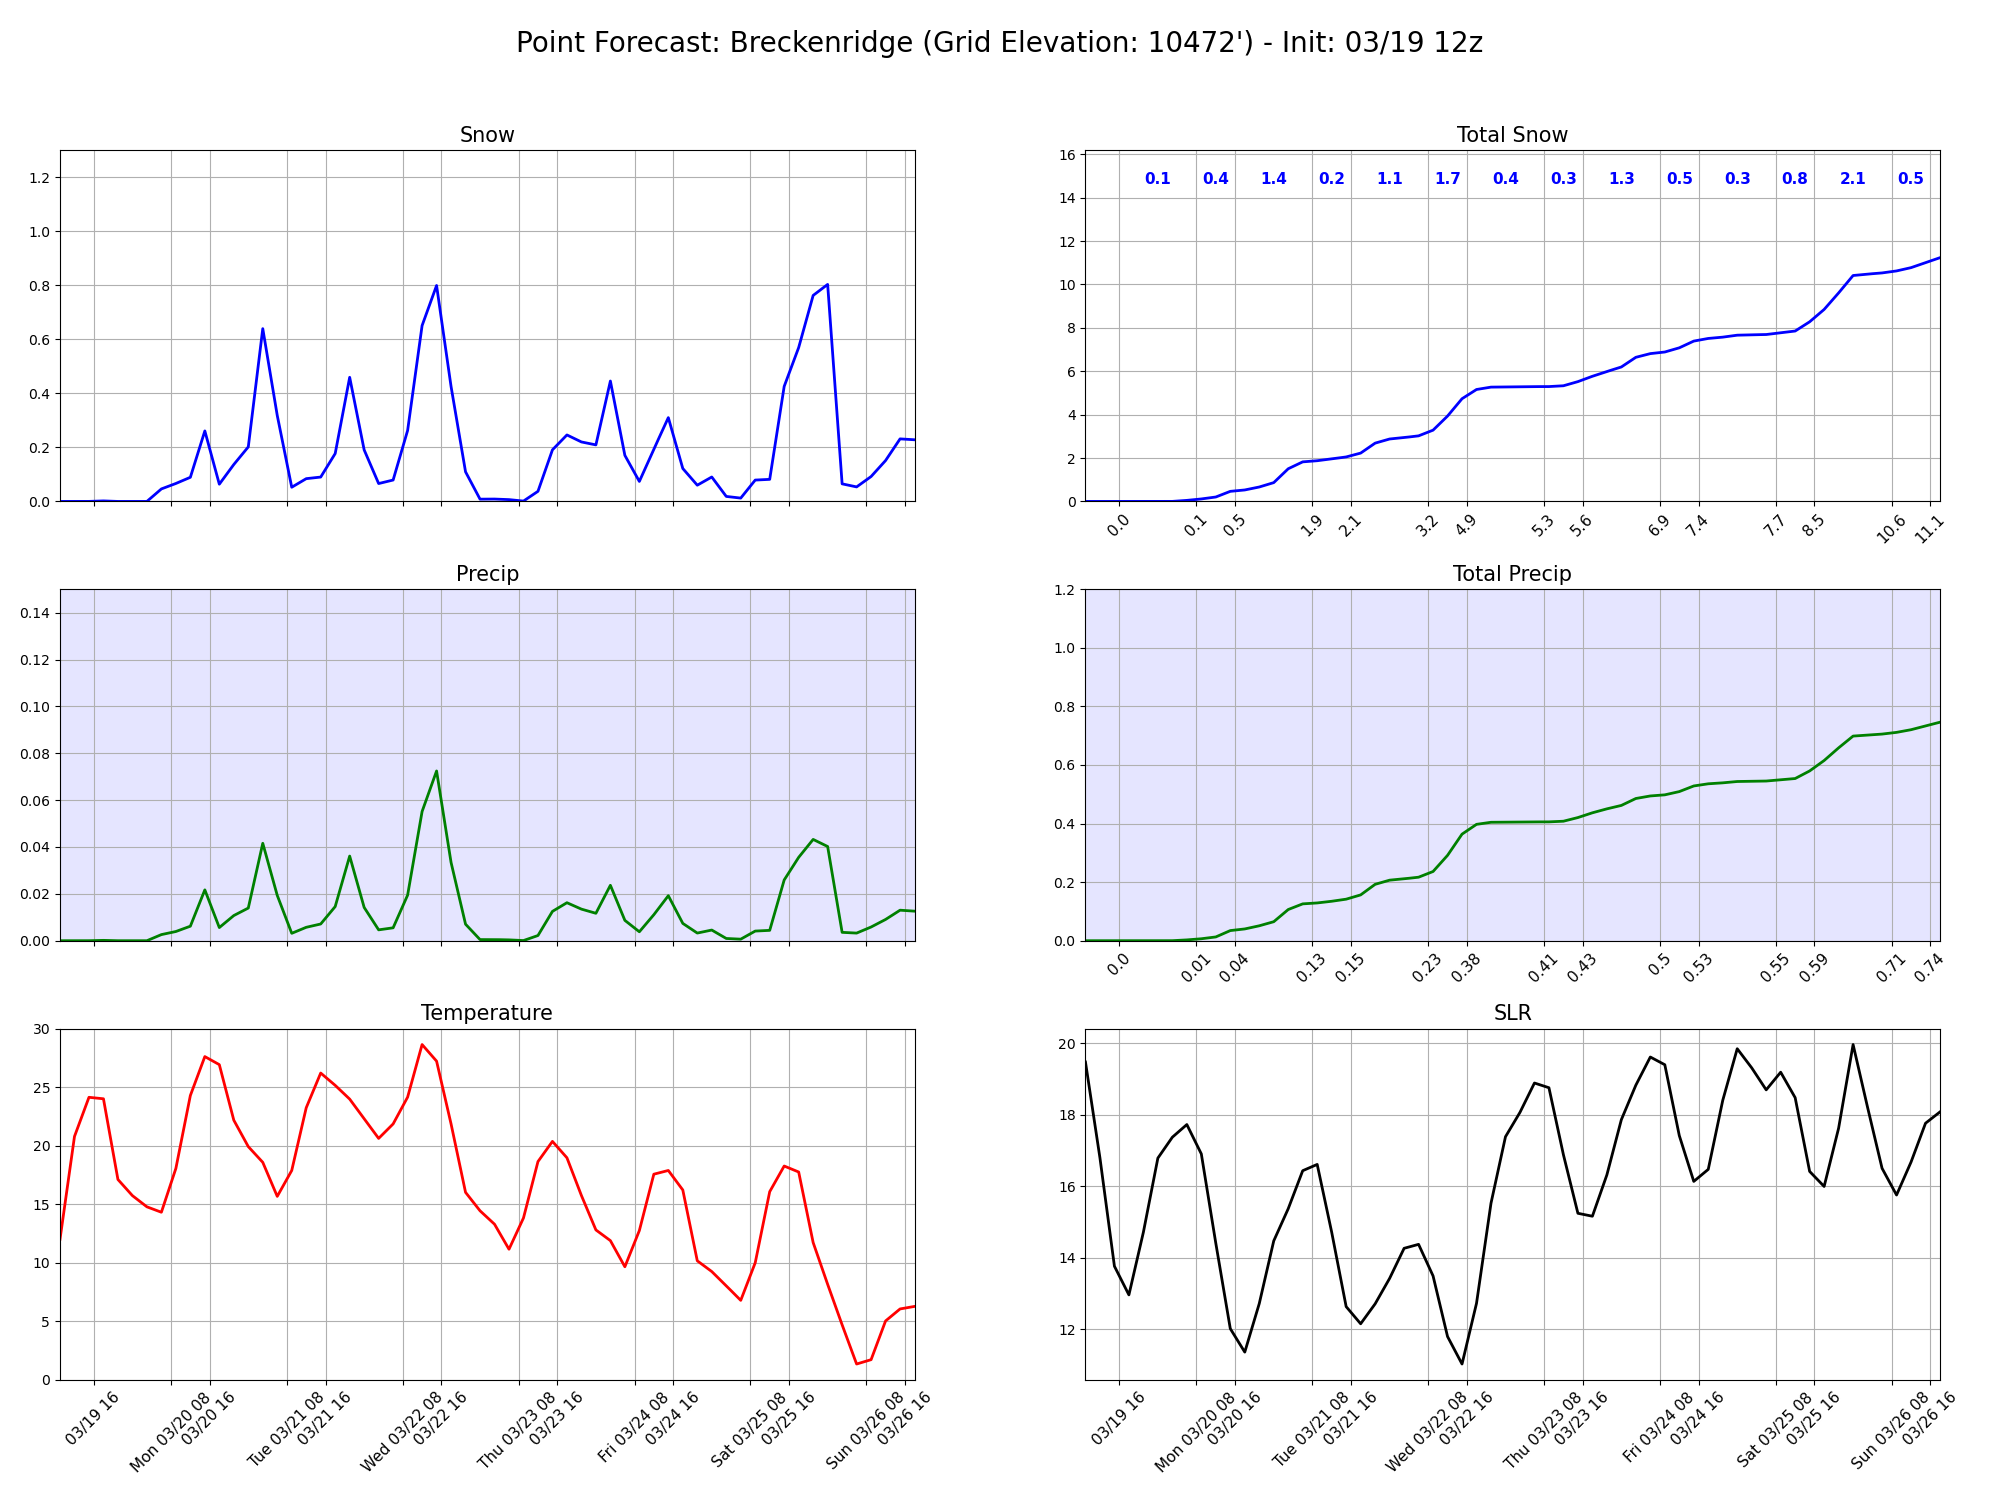 Point Forecast: Breckenridge (Grid Elevation: 10472') - Init: 03/19 12z
Snow
1.2
1.0
0.8
0.6
0.4
0.2
0.0
Total Snow
16
14
12
10
8
6
4
2
0
0.1 0.4 1.4 0.2 1.1 1.7 0.4 0.3 1.3 0.5 0.3 0.8 2.1 0.5
0.0 0.1 0.5 1.9 2.1 3.2 4.9 5.3 5.6 6.9 7.4 7.7 8.5 10.6 11.1
Precip
0.14
0.12
0.10
0.08
0.06
0.04
0.02
0.00
Total Precip
1.2
1.0
0.8
0.6
0.4
0.2
0.0
0.0 0.01 0.04 0.13 0.15 0.23 0.38 0.41 0.43 0.5 0.53 0.55 0.59 0.71 0.74
Temperature
30
25
20
15
10
5
0
03/19 16
Mon 03/20 08
03/20 16
Tue 03/21 08
03/21 16
Wed 03/22 08
03/22 16
Thu 03/23 08
03/23 16
Fri 03/24 08
03/24 16
Sat 03/25 08
03/25 16
Sun 03/26 08
03/26 16
SLR
20
18
16
14
12
03/19 16
Mon 03/20 08
03/20 16
Tue 03/21 08
03/21 16
Wed 03/22 08
03/22 16
Thu 03/23 08
03/23 16
Fri 03/24 08
03/24 16
Sat 03/25 08
03/25 16
Sun 03/26 08
03/26 16